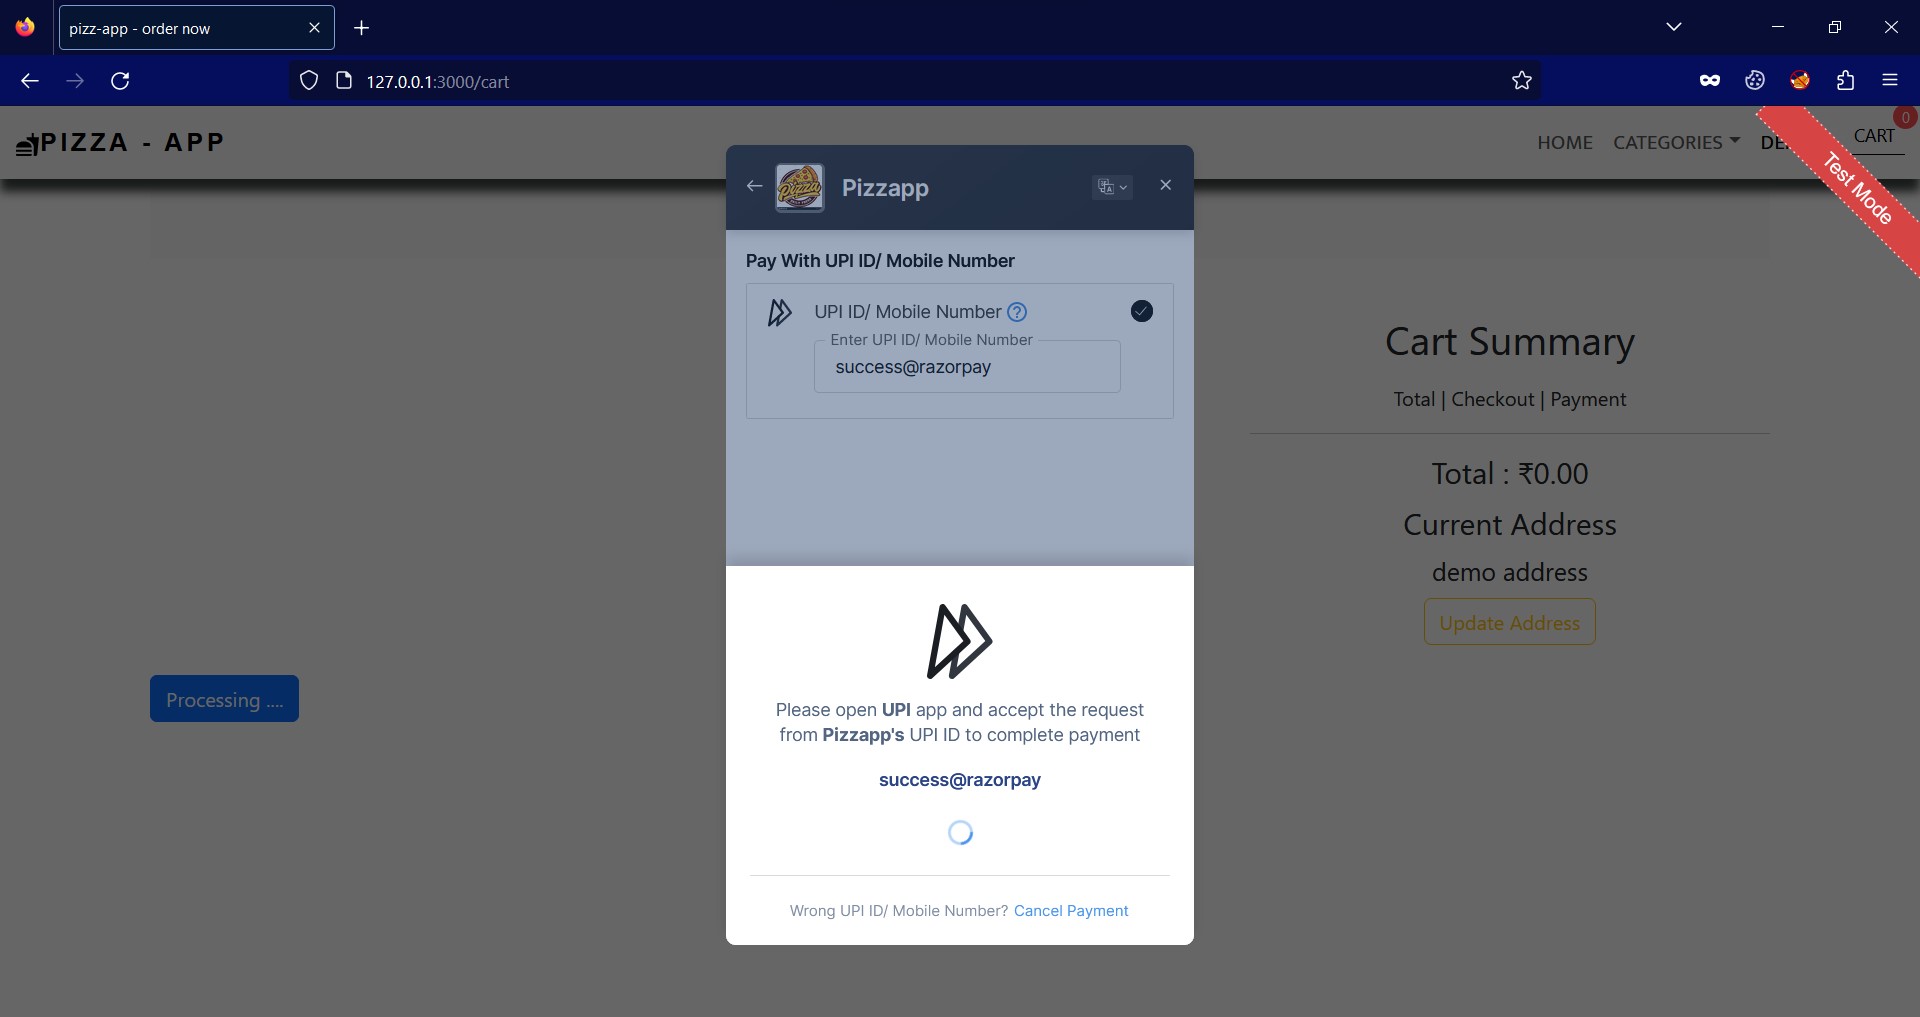 pizz-app - order now
127.0.0.1:3000/cart
PIZZA - APP
HOME CATEGORIES CART
0
Test Mode
Pizzapp
Pay With UPI ID/ Mobile Number
UPI ID/ Mobile Number
Enter UPI ID/ Mobile Number
success@razorpay
Cart Summary
Total | Checkout | Payment
Total : ₹0.00
Current Address
demo address
Update Address
Processing ....
Please open UPI app and accept the request
from Pizzapp's UPI ID to complete payment
success@razorpay
Wrong UPI ID/ Mobile Number? Cancel Payment